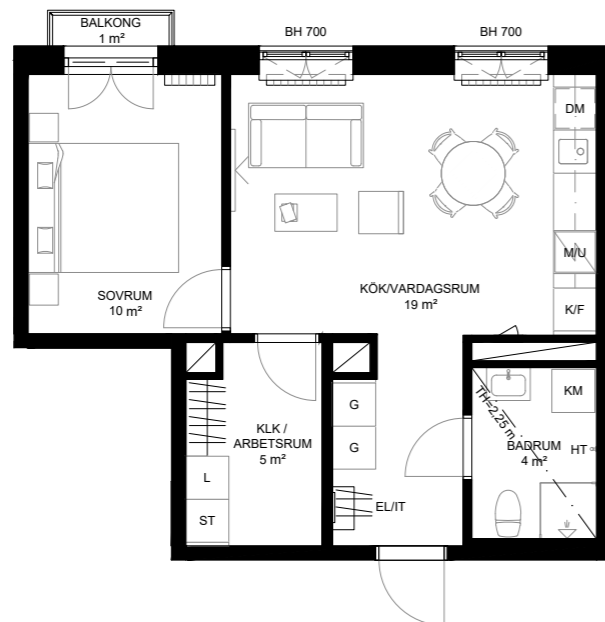 BALKONG
1 m²
BH 700
BH 700
DM
M/U
K/F
SOVRUM
10 m²
KÖK/VARDAGSRUM
19 m²
KLK /
ARBETSRUM
5 m²
L
ST
G
G
EL/IT
TH=2,25 m
KM
BADRUM
4 m²
HT